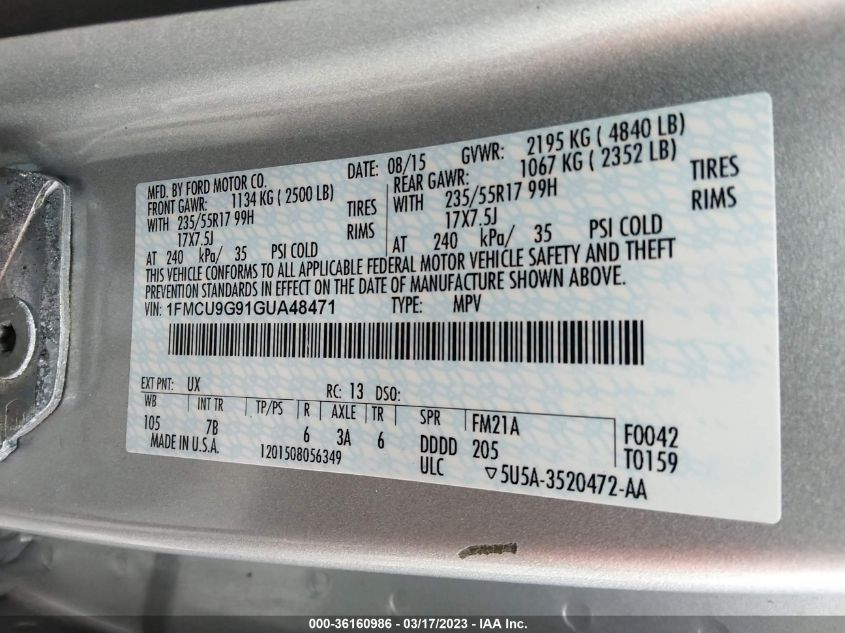 MFD. BY FORD MOTOR CO. DATE: 08/15 GVWR: 2195 KG ( 4840 LB)
FRONT GAWR: 1134 KG ( 2500 LB) REAR GAWR: 1067 KG ( 2352 LB)
WITH 235/55R17 99H TIRES WITH 235/55R17 99H TIRES
17X7.5J RIMS 17X7.5J RIMS
AT 240 kPa/ 35 PSI COLD AT 240 kPa/ 35 PSI COLD
THIS VEHICLE CONFORMS TO ALL APPLICABLE FEDERAL MOTOR VEHICLE SAFETY AND THEFT
PREVENTION STANDARDS IN EFFECT ON THE DATE OF MANUFACTURE SHOWN ABOVE.
VIN: 1FMCU9G91GUA48471 TYPE: MPV
EXT PNT: UX RC: 13 DSO:
WB INT TR TP/PS R AXLE TR SPR FM21A F0042
105 7B 6 3A 6 DDDD 205 T0159
MADE IN U.S.A. 1201508056349 ULC ▽5U5A-3520472-AA
000-36160986 - 03/17/2023 - IAA Inc.